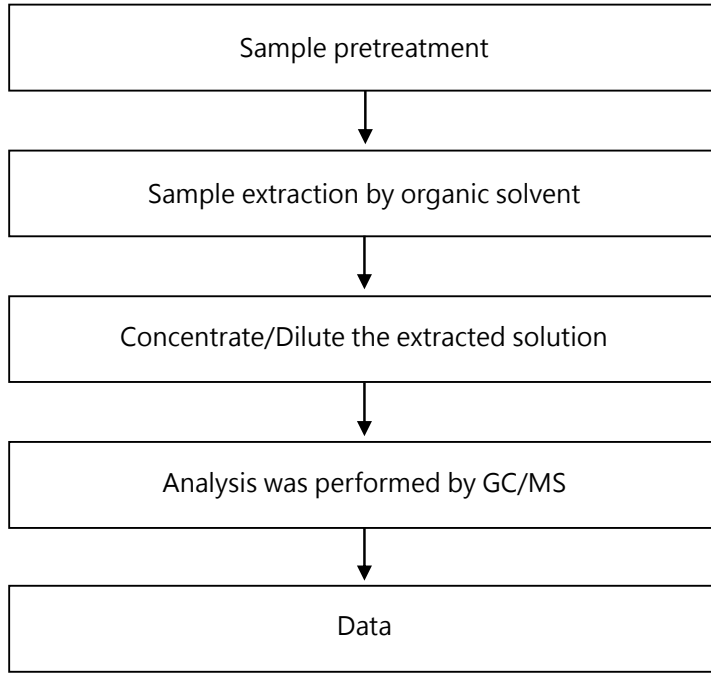 Sample pretreatment
Sample extraction by organic solvent
Concentrate/Dilute the extracted solution
Analysis was performed by GC/MS
Data